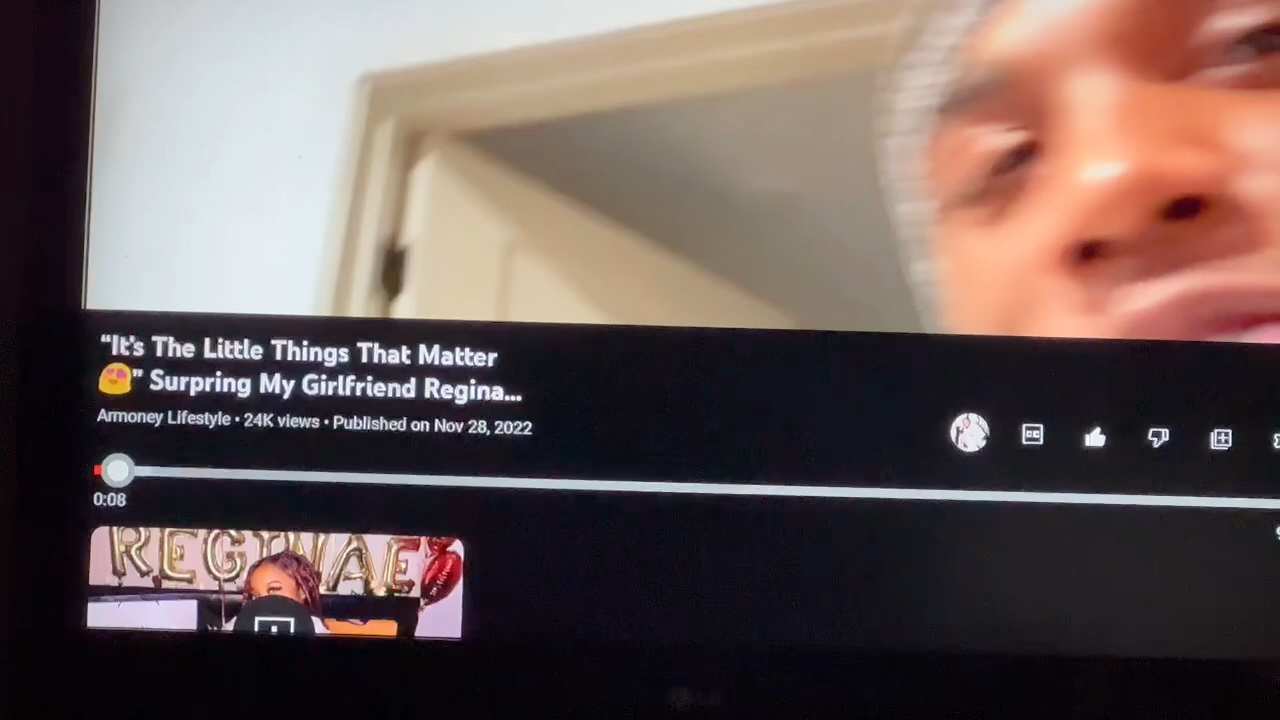 “It's The Little Things That Matter
😍" Surpring My Girlfriend Regina...
Armoney Lifestyle • 24K views • Published on Nov 28, 2022
CC
0:08
REGINAE